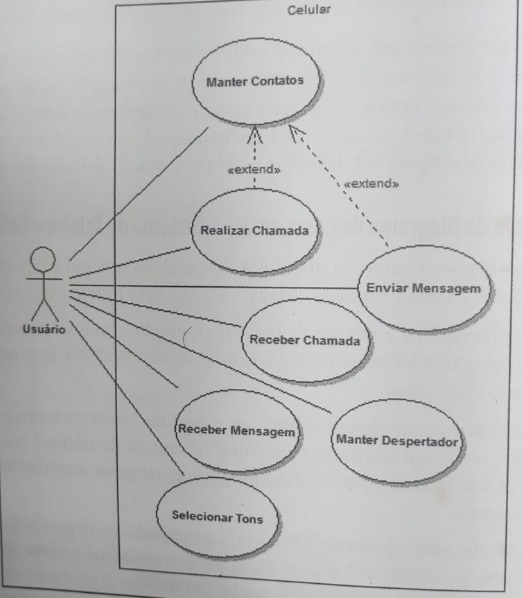 Celular
Manter Contatos
«extend»
«extend»
Realizar Chamada
Enviar Mensagem
Usuário
Receber Chamada
Receber Mensagem
Manter Despertador
Selecionar Tons